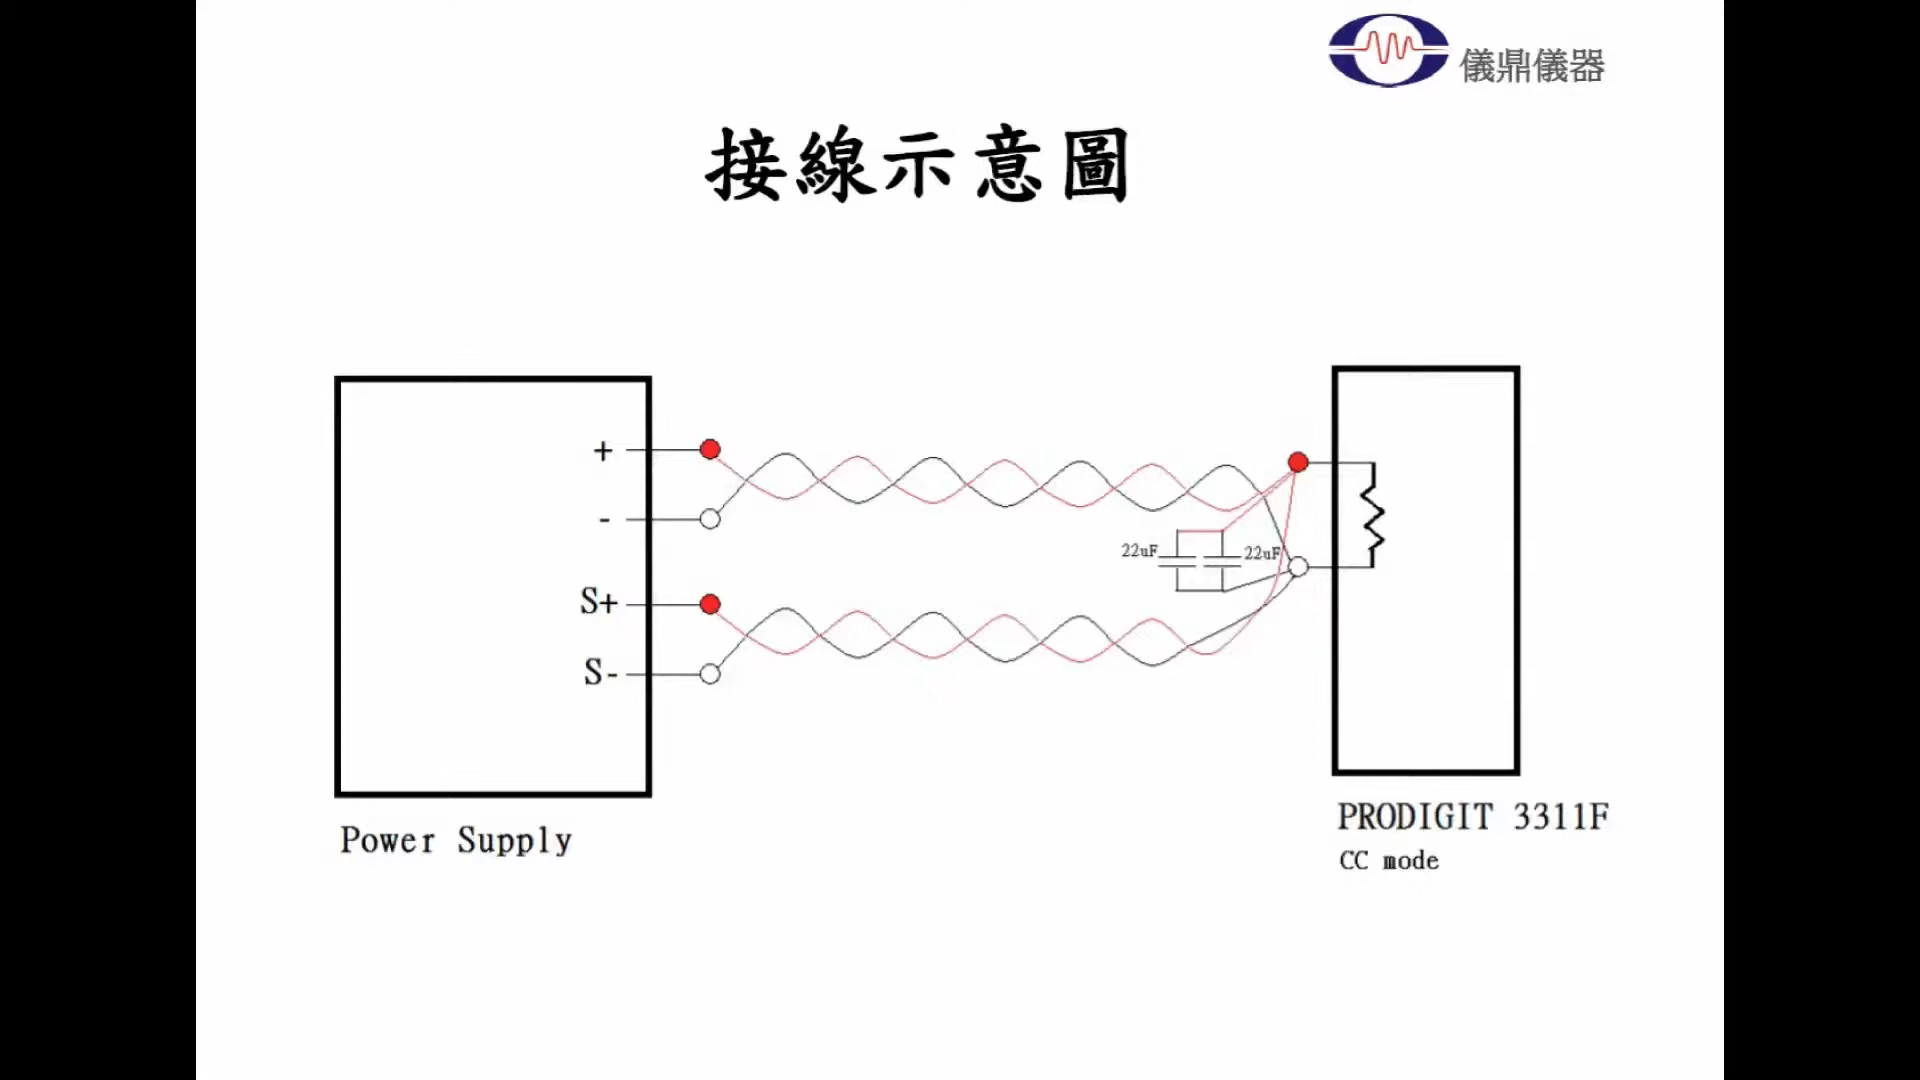 儀鼎儀器
接線示意圖
+
-
22uF 22uF
S+
S-
PRODIGIT 3311F
Power Supply
CC mode